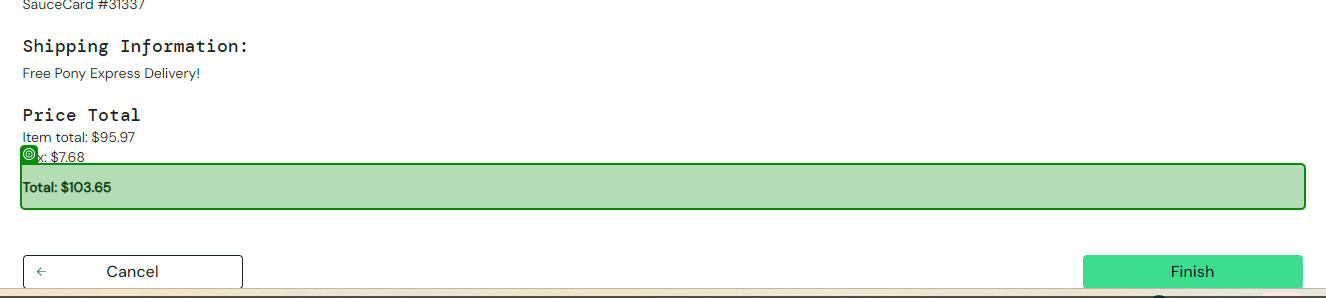 SauceCard #31337
Shipping Information:
Free Pony Express Delivery!
Price Total
Item total: $95.97
x: $7.68
Total: $103.65
Cancel
Finish